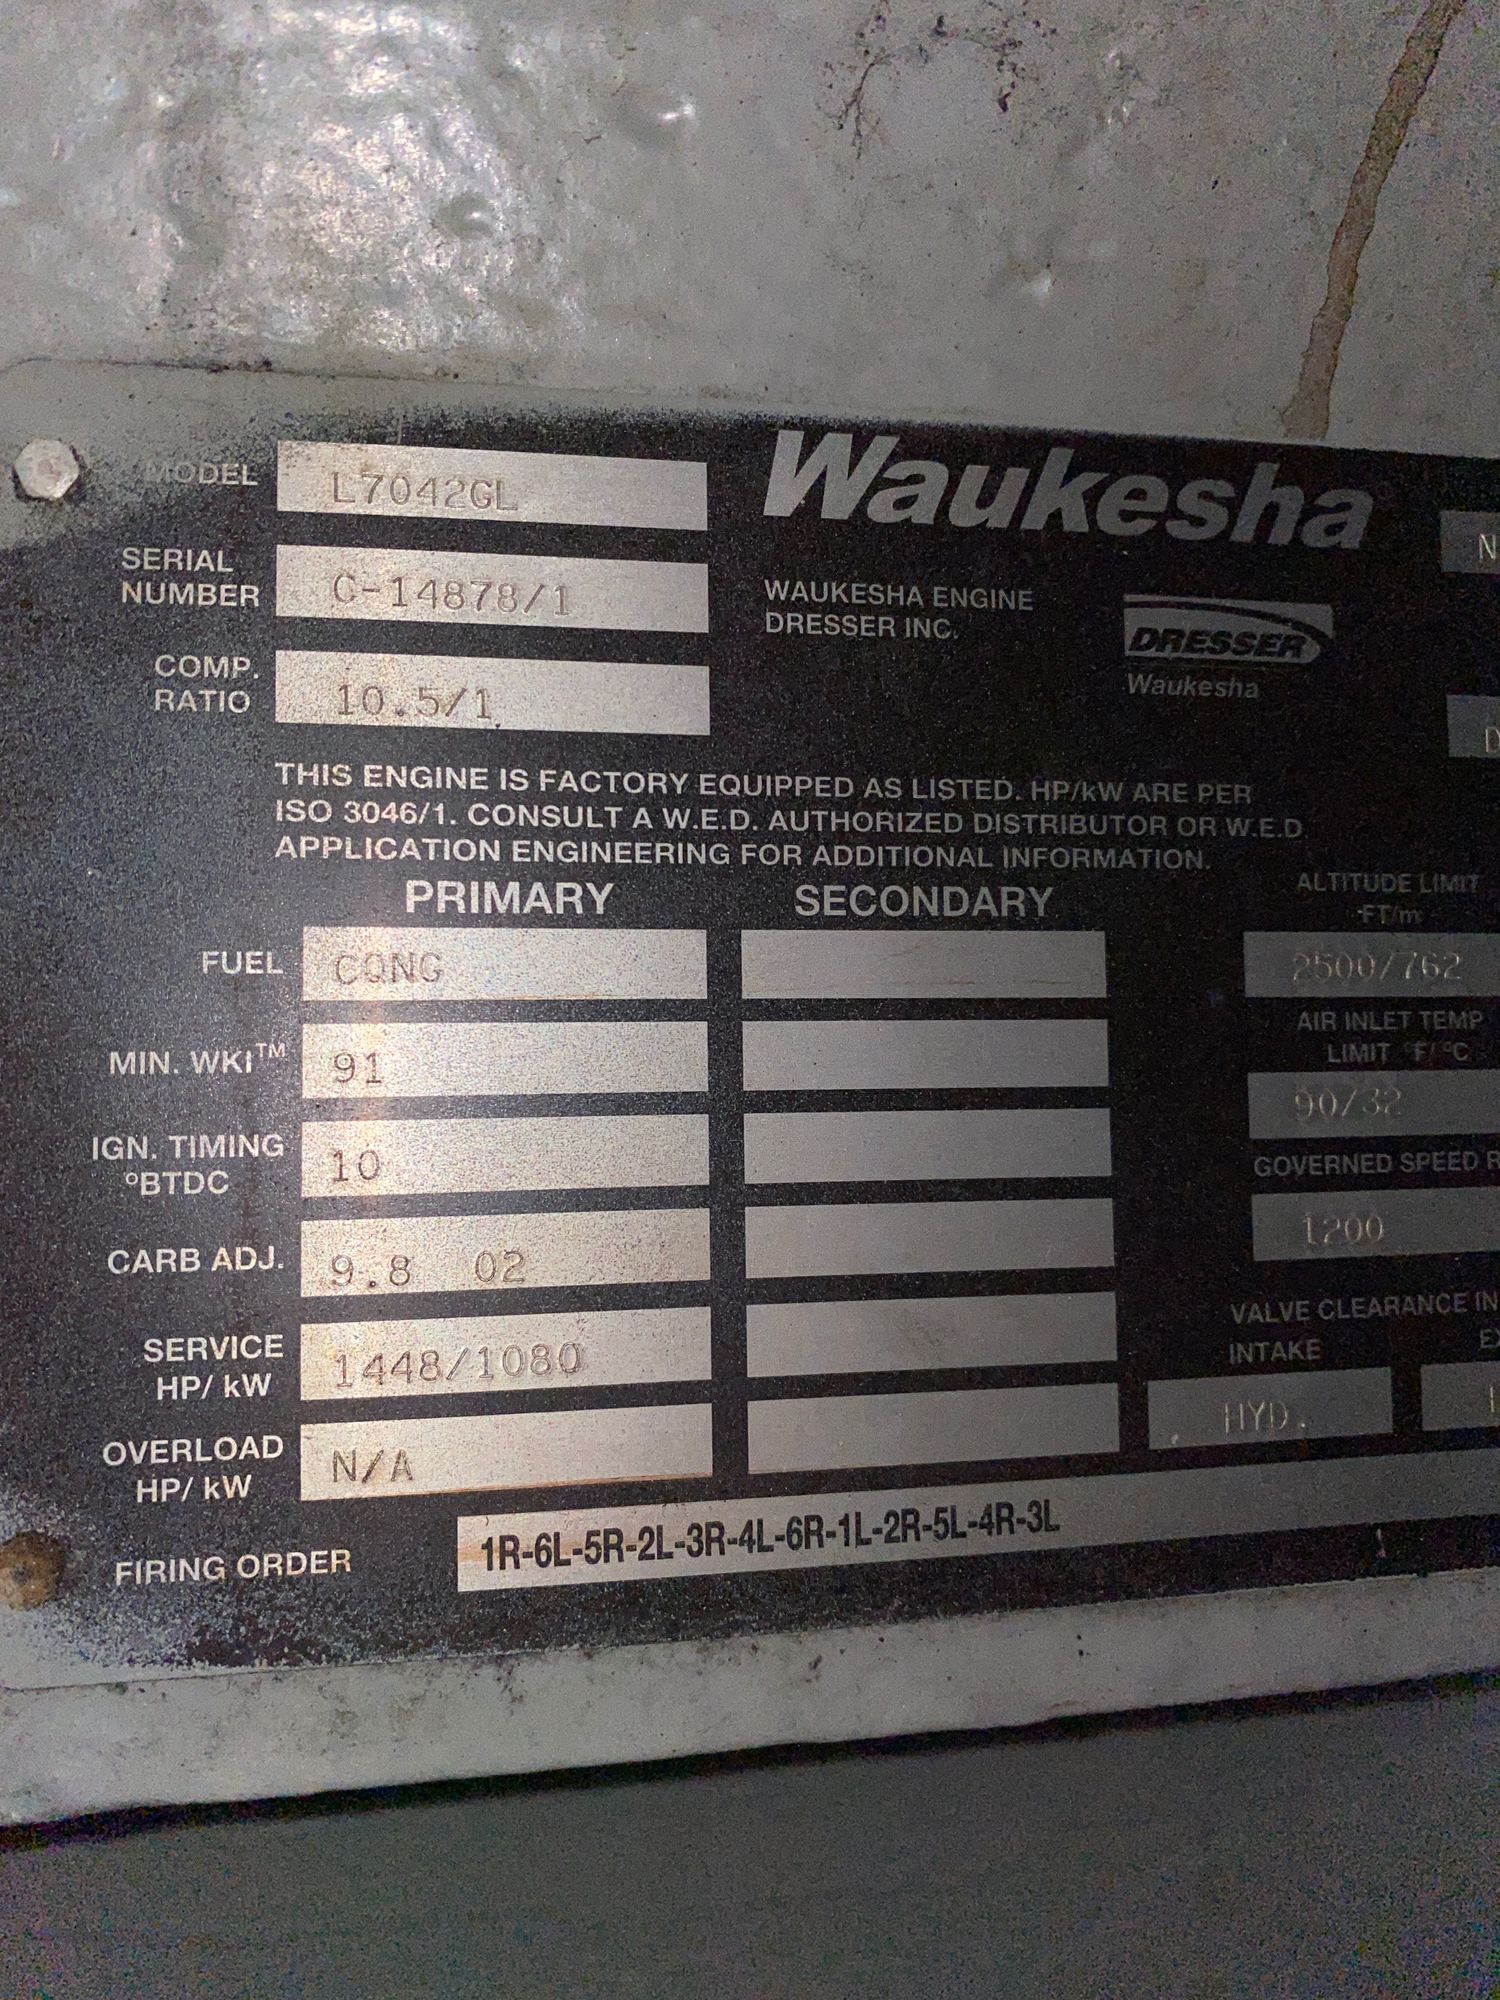 MODEL L7042GL
Waukesha
N
SERIAL
NUMBER C-14878/1
WAUKESHA ENGINE
DRESSER INC.
DRESSER
Waukesha
COMP.
RATIO 10.5/1
D
THIS ENGINE IS FACTORY EQUIPPED AS LISTED. HP/kW ARE PER
ISO 3046/1. CONSULT A W.E.D. AUTHORIZED DISTRIBUTOR OR W.E.D.
APPLICATION ENGINEERING FOR ADDITIONAL INFORMATION.
PRIMARY SECONDARY
FUEL CQNG
MIN. WKI™ 91
IGN. TIMING
°BTDC 10
CARB ADJ. 9.8 02
SERVICE
HP/ kW 1448/1080
OVERLOAD
HP/ kW N/A
ALTITUDE LIMIT
FT/m
2500/762
AIR INLET TEMP
LIMIT °F/ °C
90/32
GOVERNED SPEED R
1200
VALVE CLEARANCE IN
INTAKE EX
HYD.
FIRING ORDER 1R-6L-5R-2L-3R-4L-6R-1L-2R-5L-4R-3L